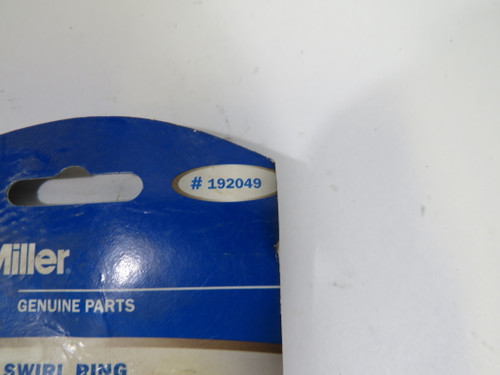 # 192049
Miller
GENUINE PARTS
SWIRL RING